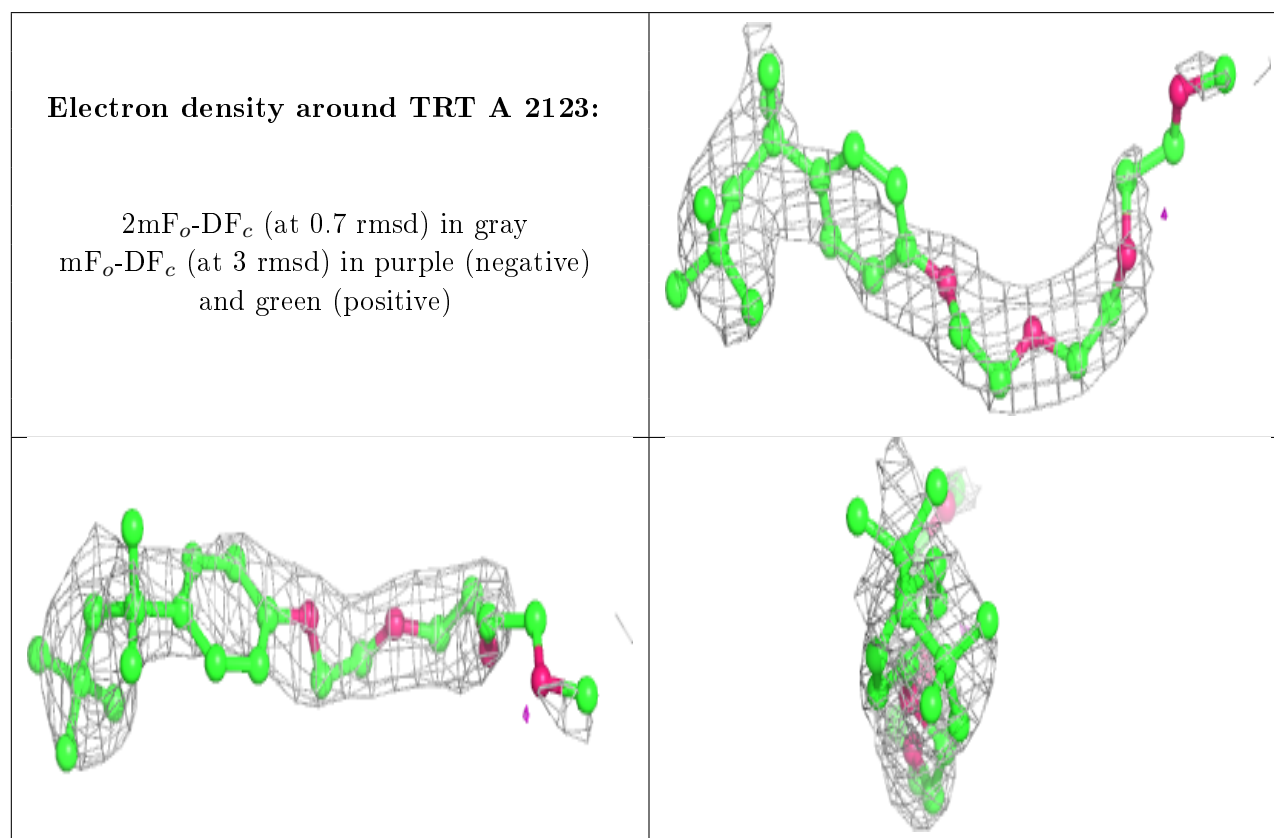 Electron density around TRT A 2123:
2mFo-DFc (at 0.7 rmsd) in gray
mFo-DFc (at 3 rmsd) in purple (negative)
and green (positive)